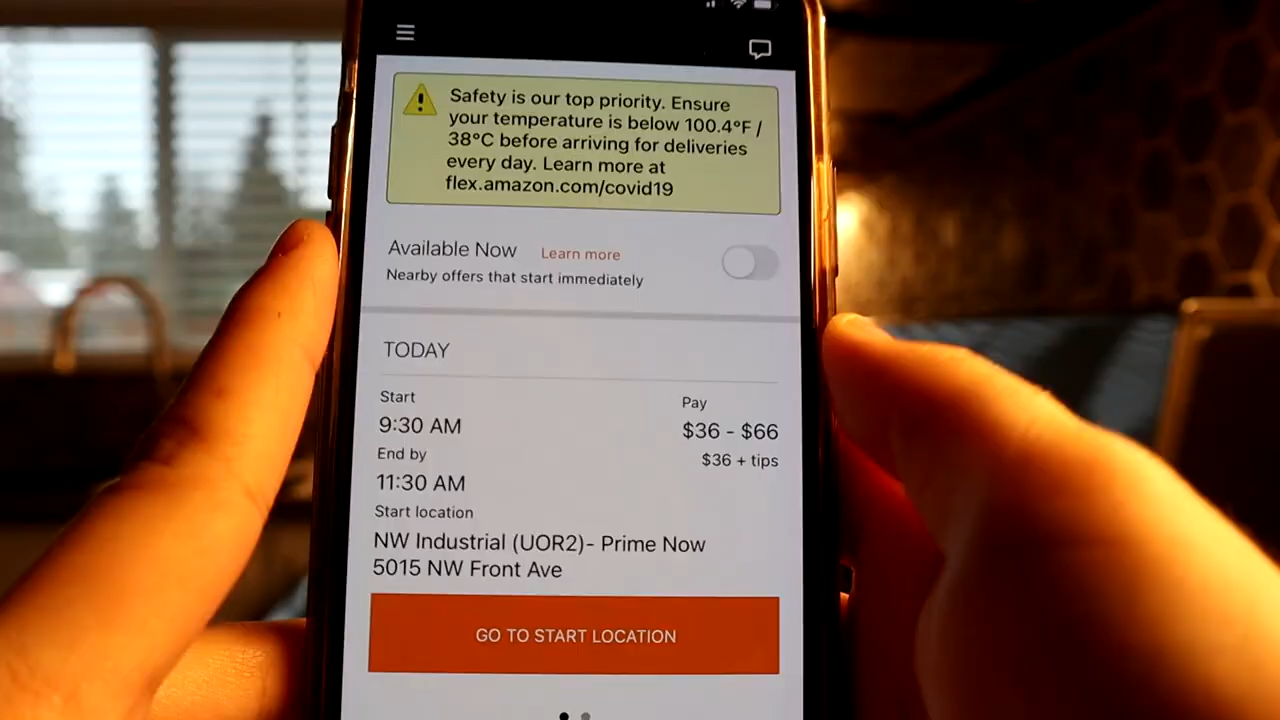 Safety is our top priority. Ensure
your temperature is below 100.4°F /
38°C before arriving for deliveries
every day. Learn more at
flex.amazon.com/covid19
Available Now Learn more
Nearby offers that start immediately
TODAY
Start
9:30 AM
Pay
$36 - $66
$36 + tips
End by
11:30 AM
Start location
NW Industrial (UOR2)- Prime Now
5015 NW Front Ave
GO TO START LOCATION